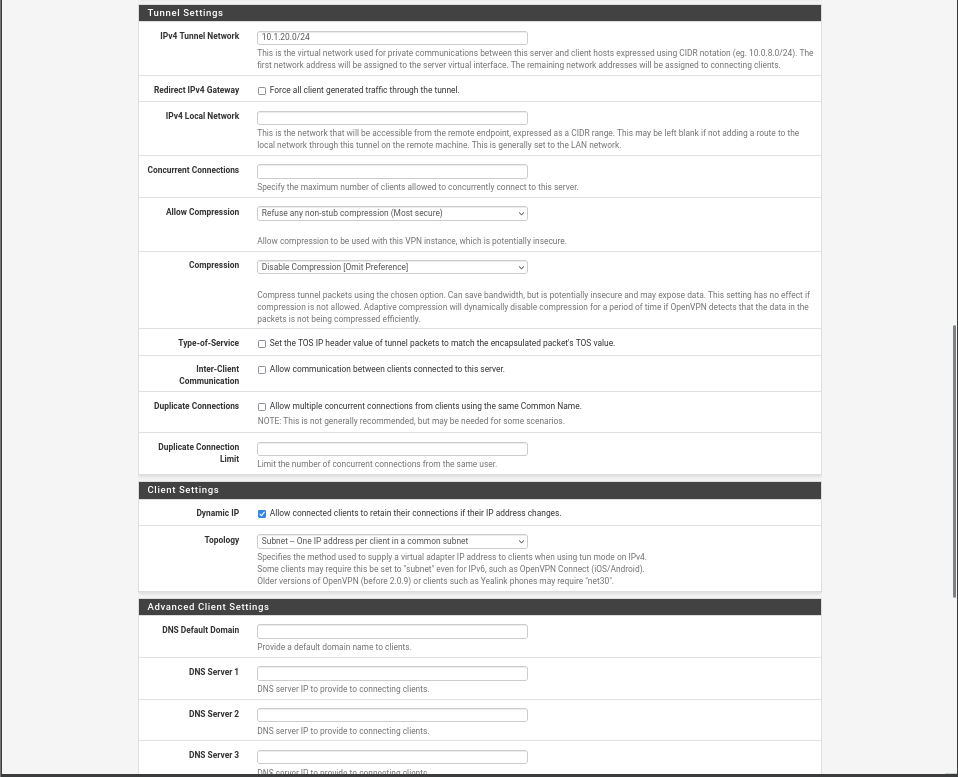 Tunnel Settings
IPv4 Tunnel Network
10.1.20.0/24
This is the virtual network used for private communications between this server and client hosts expressed using CIDR notation (eg. 10.0.8.0/24). The
first network address will be assigned to the server virtual interface. The remaining network addresses will be assigned to connecting clients.
Redirect IPv4 Gateway
Force all client generated traffic through the tunnel.
IPv4 Local Network
This is the network that will be accessible from the remote endpoint, expressed as a CIDR range. This may be left blank if not adding a route to the
local network through this tunnel on the remote machine. This is generally set to the LAN network.
Concurrent Connections
Specify the maximum number of clients allowed to concurrently connect to this server.
Allow Compression
Refuse any non-stub compression (Most secure)
Allow compression to be used with this VPN instance, which is potentially insecure.
Compression
Disable Compression [Omit Preference]
Compress tunnel packets using the chosen option. Can save bandwidth, but is potentially insecure and may expose data. This setting has no effect if
compression is not allowed. Adaptive compression will dynamically disable compression for a period of time if OpenVPN detects that the data in the
packets is not being compressed efficiently.
Type-of-Service
Set the TOS IP header value of tunnel packets to match the encapsulated packet's TOS value.
Inter-Client
Communication
Allow communication between clients connected to this server.
Duplicate Connections
Allow multiple concurrent connections from clients using the same Common Name.
NOTE: This is not generally recommended, but may be needed for some scenarios.
Duplicate Connection
Limit
Limit the number of concurrent connections from the same user.
Client Settings
Dynamic IP
Allow connected clients to retain their connections if their IP address changes.
Topology
Subnet -- One IP address per client in a common subnet
Specifies the method used to supply a virtual adapter IP address to clients when using tun mode on IPv4.
Some clients may require this be set to "subnet" even for IPv6, such as OpenVPN Connect (iOS/Android).
Older versions of OpenVPN (before 2.0.9) or clients such as Yealink phones may require "net30".
Advanced Client Settings
DNS Default Domain
Provide a default domain name to clients.
DNS Server 1
DNS server IP to provide to connecting clients.
DNS Server 2
DNS server IP to provide to connecting clients.
DNS Server 3
DNS server IP to provide to connecting clients.